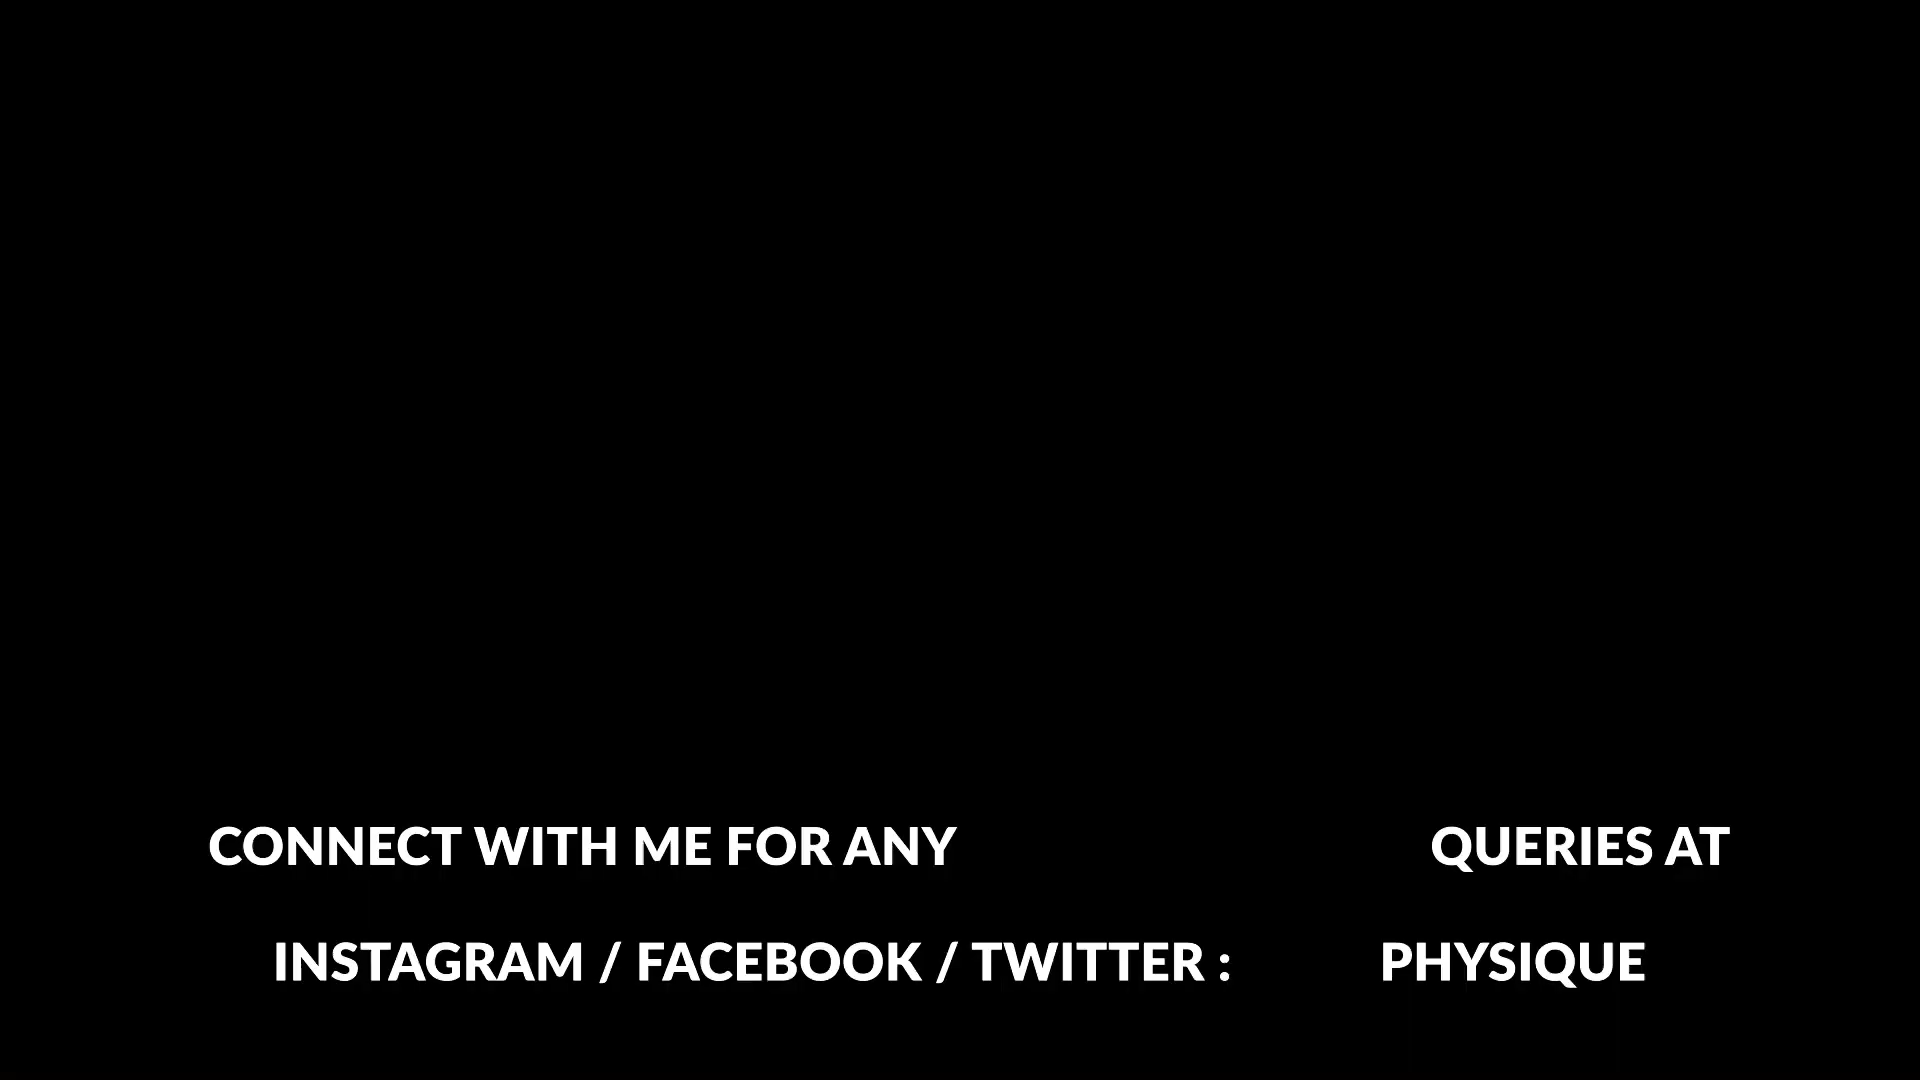 CONNECT WITH ME FOR ANY QUERIES AT
INSTAGRAM / FACEBOOK / TWITTER : PHYSIQUE